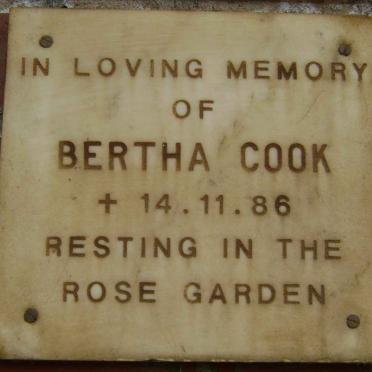 IN LOVING MEMORY
OF
BERTHA COOK
+ 14.11.86
RESTING IN THE
ROSE GARDEN